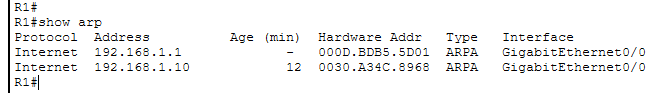 R1#
R1#show arp
Protocol  Address          Age (min)  Hardware Addr   Type   Interface
Internet  192.168.1.1             -   000D.BDB5.5D01  ARPA   GigabitEthernet0/0
Internet  192.168.1.10            12  0030.A34C.8968  ARPA   GigabitEthernet0/0
R1#